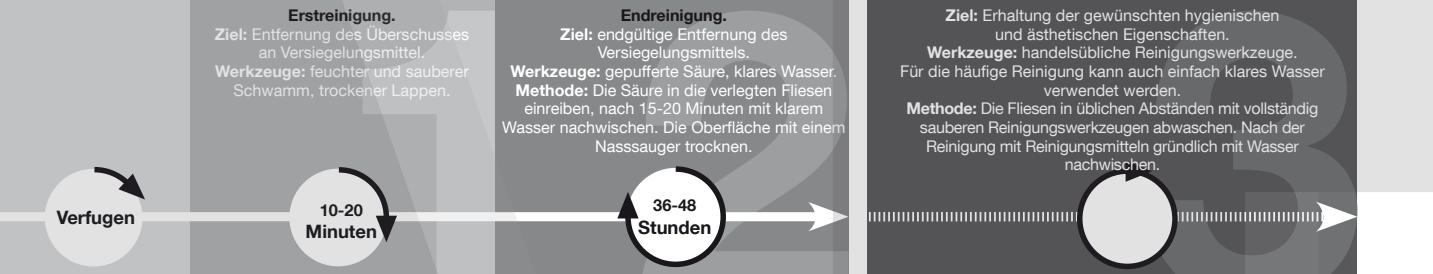 Verfugen
1
Erstreinigung.
Ziel: Entfernung des Überschusses
an Versiegelungsmittel.
Werkzeuge: feuchter und sauberer
Schwamm, trockener Lappen.
10-20
Minuten
2
Endreinigung.
Ziel: endgültige Entfernung des
Versiegelungsmittels.
Werkzeuge: gepufferte Säure, klares Wasser.
Methode: Die Säure in die verlegten Fliesen
einreiben, nach 15-20 Minuten mit klarem
Wasser nachwischen. Die Oberfläche mit einem
Nasssauger trocknen.
36-48
Stunden
3
Ziel: Erhaltung der gewünschten hygienischen
und ästhetischen Eigenschaften.
Werkzeuge: handelsübliche Reinigungswerkzeuge.
Für die häufige Reinigung kann auch einfach klares Wasser
verwendet werden.
Methode: Die Fliesen in üblichen Abständen mit vollständig
sauberen Reinigungswerkzeugen abwaschen. Nach der
Reinigung mit Reinigungsmitteln gründlich mit Wasser
nachwischen.